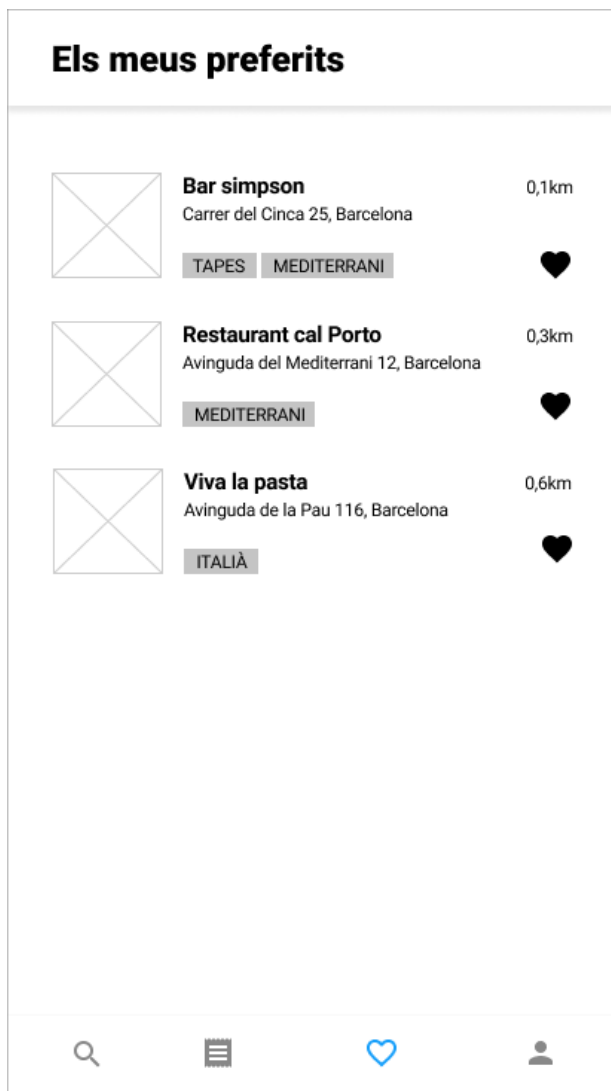 Els meus preferits
Bar simpson
0,1km
Carrer del Cinca 25, Barcelona
TAPES MEDITERRANI
Restaurant cal Porto
0,3km
Avinguda del Mediterrani 12, Barcelona
MEDITERRANI
Viva la pasta
0,6km
Avinguda de la Pau 116, Barcelona
ITALIÀ